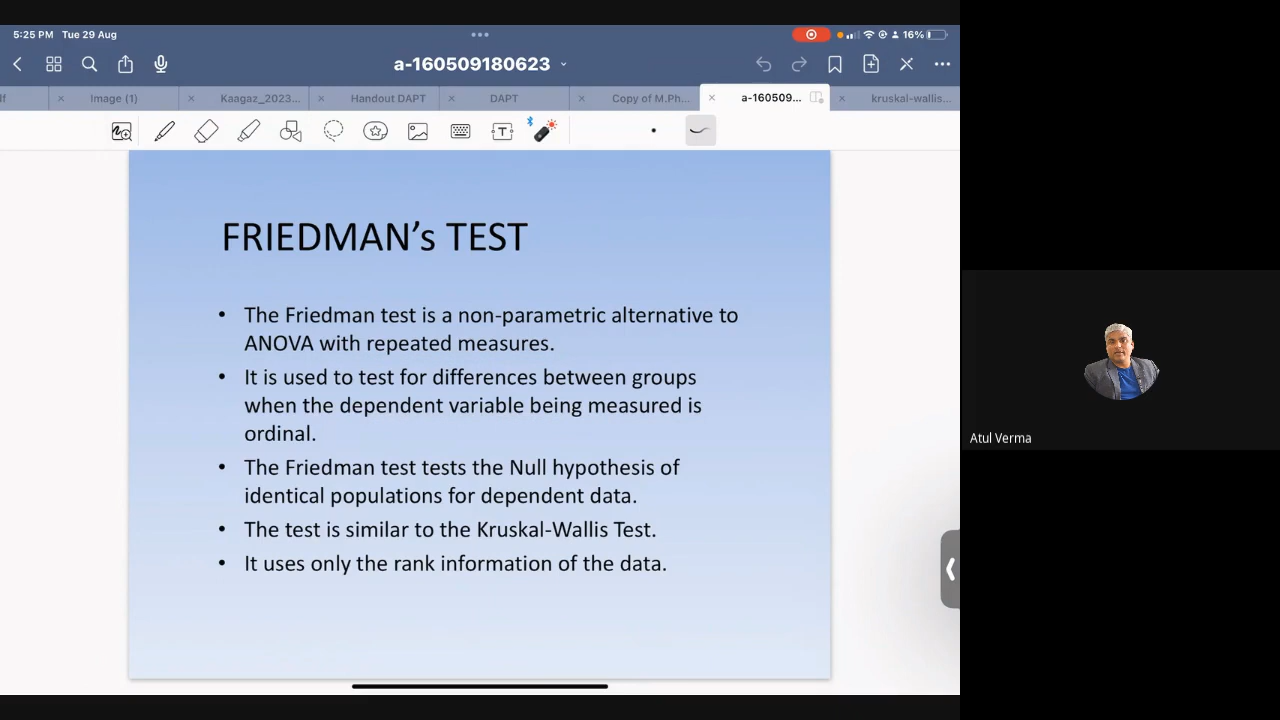 5:25 PM Tue 29 Aug
16%
a-160509180623
Image (1)
Kaagaz_2023...
Handout DAPT
DAPT
Copy of M.Ph...
a-160509...
kruskal-wallis...
T
FRIEDMAN’s TEST
• The Friedman test is a non-parametric alternative to
ANOVA with repeated measures.
• It is used to test for differences between groups
when the dependent variable being measured is
ordinal.
• The Friedman test tests the Null hypothesis of
identical populations for dependent data.
• The test is similar to the Kruskal-Wallis Test.
• It uses only the rank information of the data.
Atul Verma